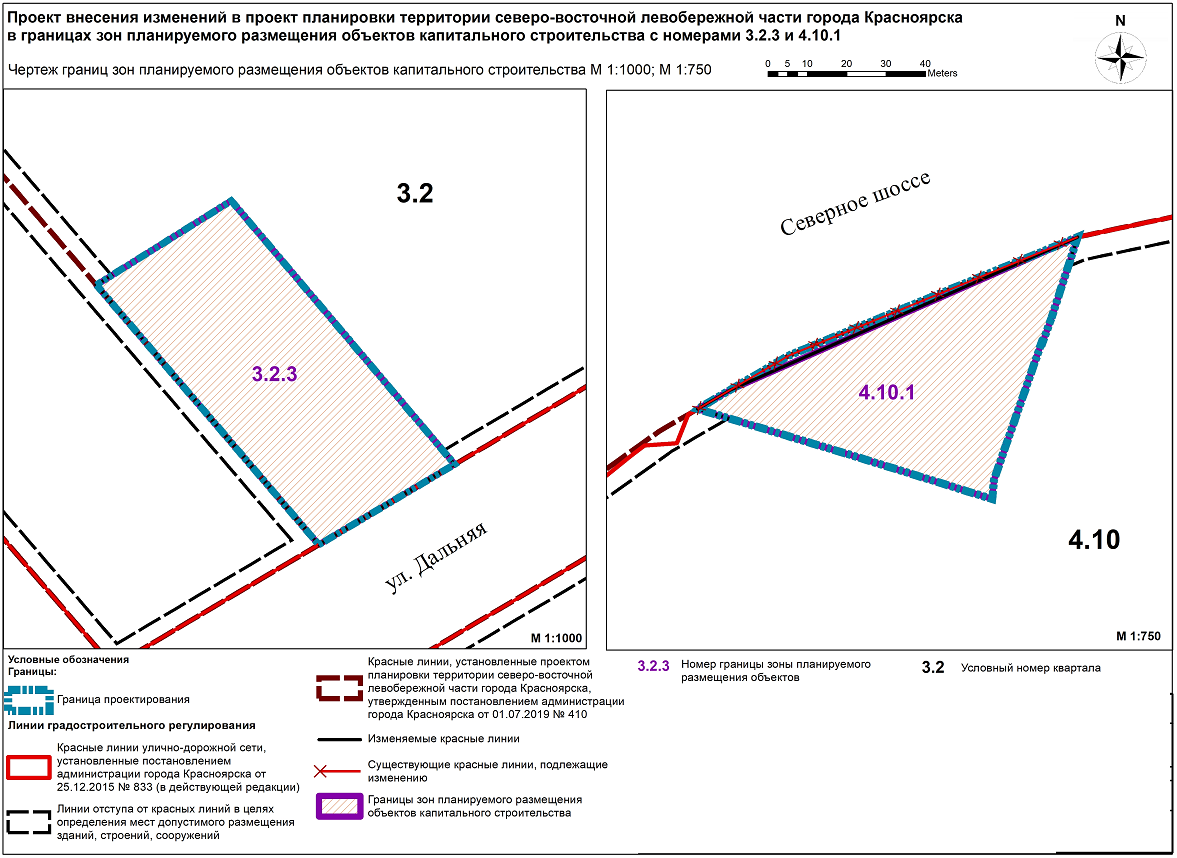 Проект внесения изменений в проект планировки территории северо-восточной левобережной части города Красноярска
в границах зон планируемого размещения объектов капитального строительства с номерами 3.2.3 и 4.10.1
N
Чертеж границ зон планируемого размещения объектов капитального строительства М 1:1000; М 1:750
0 5 10 20 30 40
Meters
3.2
3.2.3
ул. Дальняя
М 1:1000
Северное шоссе
4.10.1
4.10
М 1:750
Условные обозначения
Границы:
Граница проектирования
Линии градостроительного регулирования
Красные линии улично-дорожной сети,
установленные постановлением
администрации города Красноярска от
25.12.2015 № 833 (в действующей редакции)
Линии отступа от красных линий в целях
определения мест допустимого размещения
зданий, строений, сооружений
Красные линии, установленные проектом
планировки территории северо-восточной
левобережной части города Красноярска,
утвержденным постановлением администрации
города Красноярска от 01.07.2019 № 410
Изменяемые красные линии
Существующие красные линии, подлежащие
изменению
Границы зон планируемого размещения
объектов капитального строительства
3.2.3 Номер границы зоны планируемого
размещения объектов
3.2 Условный номер квартала